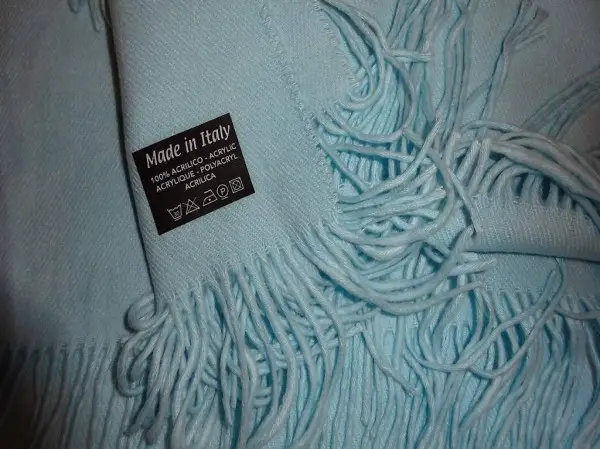 Made in Italy
100% ACRILICO - ACRYLIC
ACRYLIQUE - POLYACRYL
ACRILICA